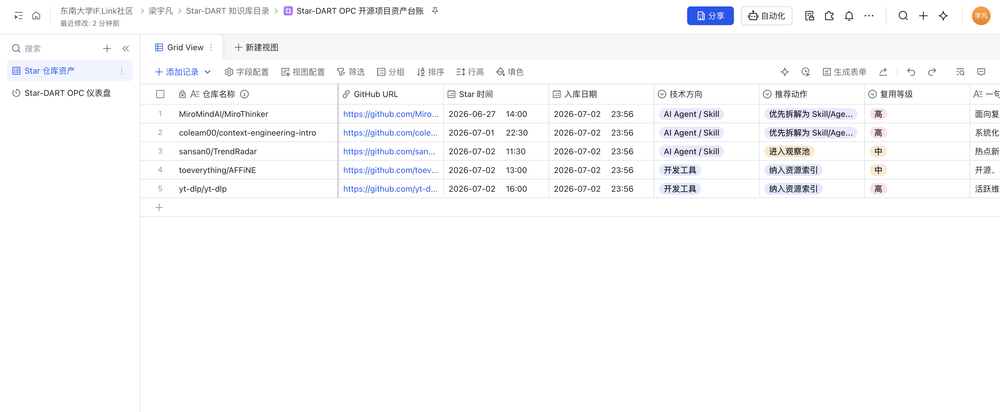 东南大学IF.Link社区 > 梁宇凡 > Star-DART 知识库目录 > Star-DART OPC 开源项目资产台账
最近修改: 2 分钟前
分享 自动化 宇凡
搜索
Star 仓库资产
Star-DART OPC 仪表盘
Grid View 新建视图
添加记录 字段配置 视图配置 筛选 分组 排序 行高 填色 生成表单
仓库名称 GitHub URL Star 时间 入库日期 技术方向 推荐动作 复用等级 一句
1 MiroMindAI/MiroThinker https://github.com/Miro... 2026-06-27 14:00 2026-07-02 23:56 AI Agent / Skill 优先拆解为 Skill/Age... 高 面向复
2 coleam00/context-engineering-intro https://github.com/cole... 2026-07-01 22:30 2026-07-02 23:56 AI Agent / Skill 优先拆解为 Skill/Age... 高 系统化
3 sansan0/TrendRadar https://github.com/san... 2026-07-02 11:30 2026-07-02 23:56 AI Agent / Skill 进入观察池 中 热点新
4 toeverything/AFFiNE https://github.com/toev... 2026-07-02 13:00 2026-07-02 23:56 开发工具 纳入资源索引 中 开源、
5 yt-dlp/yt-dlp https://github.com/yt-d... 2026-07-02 16:00 2026-07-02 23:56 开发工具 纳入资源索引 高 活跃维